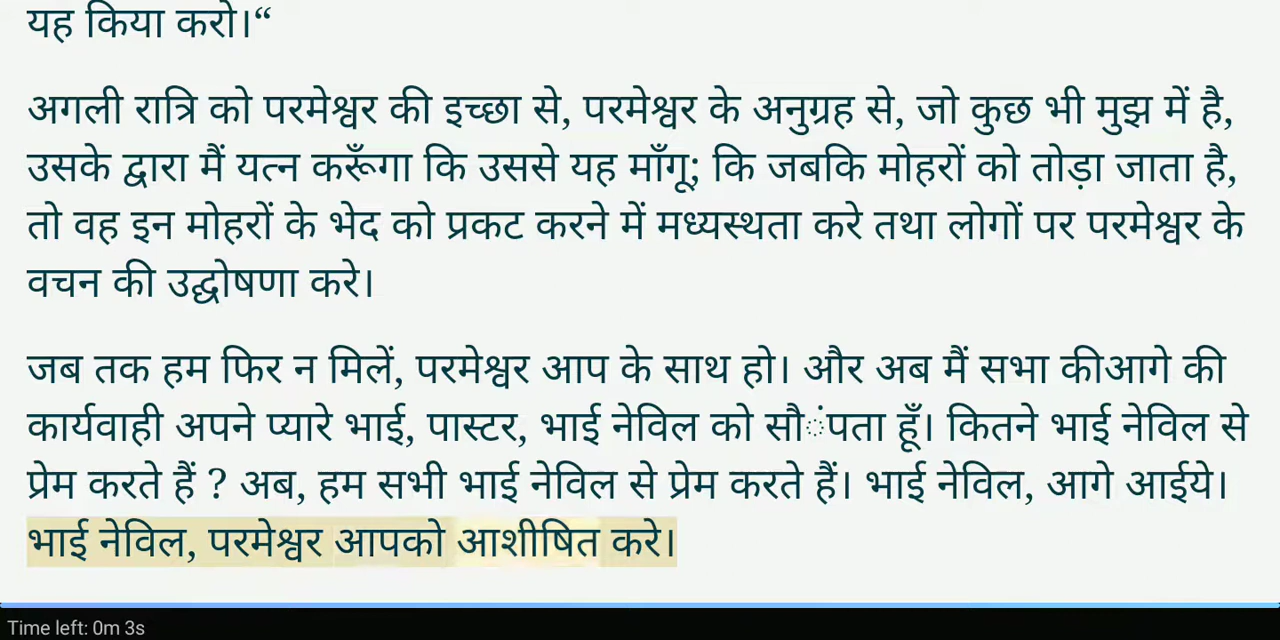 यह किया करो।“
अगली रात्रि को परमेश्वर की इच्छा से, परमेश्वर के अनुग्रह से, जो कुछ भी मुझ में है,
उसके द्वारा मैं यत्न करूँगा कि उससे यह माँगू; कि जबकि मोहरों को तोड़ा जाता है,
तो वह इन मोहरों के भेद को प्रकट करने में मध्यस्थता करे तथा लोगों पर परमेश्वर के
वचन की उद्घोषणा करे।
जब तक हम फिर न मिलें, परमेश्वर आप के साथ हो। और अब मैं सभा कीआगे की
कार्यवाही अपने प्यारे भाई, पास्टर, भाई नेविल को सौंपता हूँ। कितने भाई नेविल से
प्रेम करते हैं ? अब, हम सभी भाई नेविल से प्रेम करते हैं। भाई नेविल, आगे आईये।
भाई नेविल, परमेश्वर आपको आशीषित करे।
Time left: 0m 3s